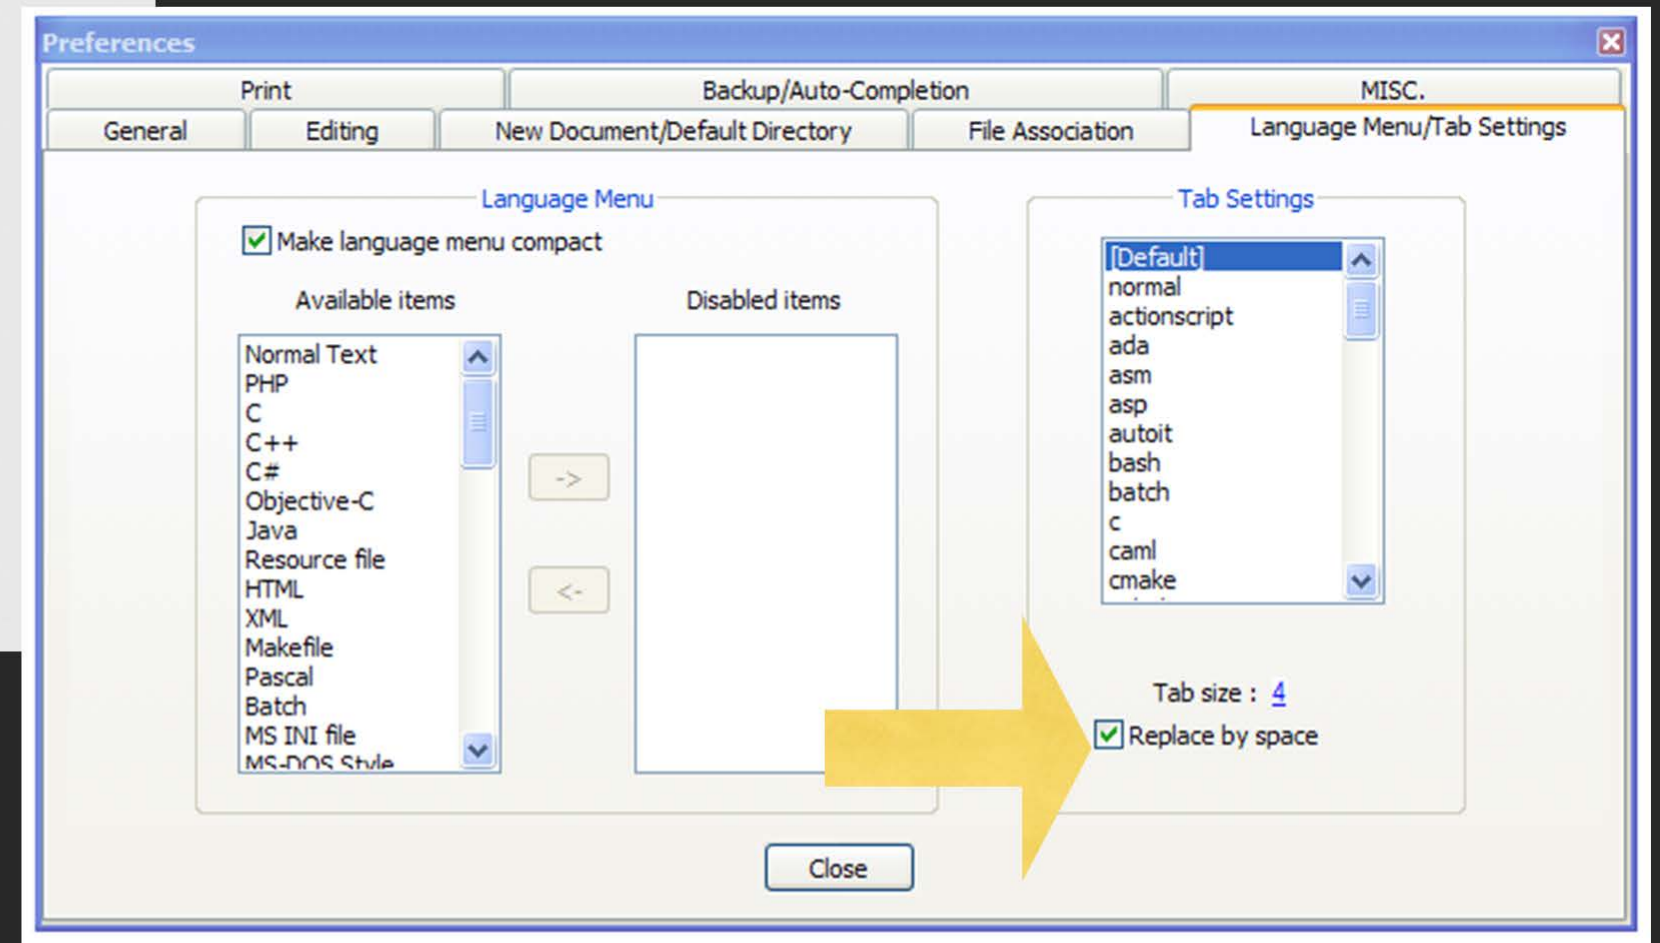 Preferences
Print
Backup/Auto-Completion
MISC.
General
Editing
New Document/Default Directory
File Association
Language Menu/Tab Settings
Language Menu
Make language menu compact
Available items
Disabled items
Normal Text
PHP
C
C++
C#
Objective-C
Java
Resource file
HTML
XML
Makefile
Pascal
Batch
MS INI file
MS-DOS Style
->
<-
Tab Settings
[Default]
normal
actionscript
ada
asm
asp
autoit
bash
batch
c
caml
cmake
Tab size : 4
Replace by space
Close